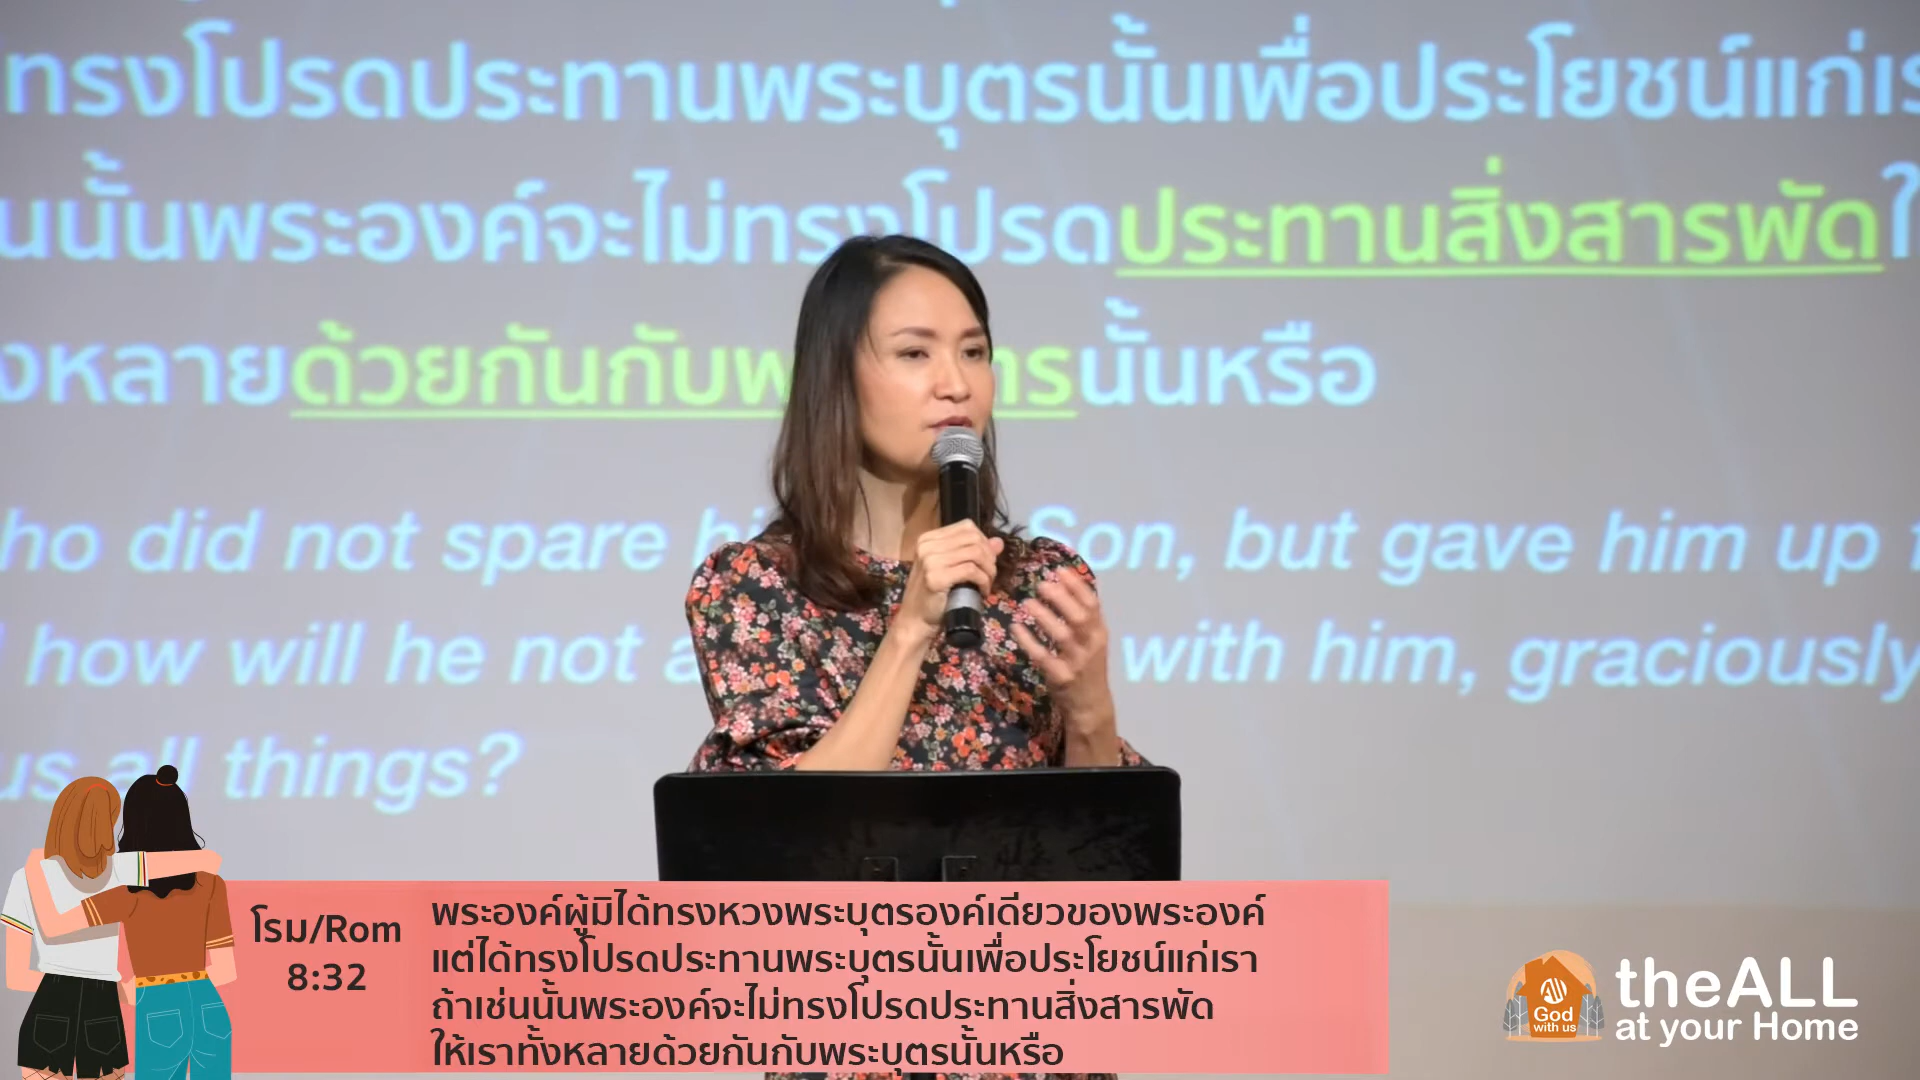 ทรงโปรดประทานพระบุตรนั้นเพื่อประโยชน์แก่
นั้นพระองค์จะไม่ทรงโปรดประทานสิ่งสารพัด
หลายด้วยกันกับ นั้นหรือ
did not spare Son, but gave him up
how will he not with him, graciously
us all things?
โรม/Rom
8:32
พระองค์ผู้มิได้ทรงหวงพระบุตรองค์เดียวของพระองค์
แต่ได้ทรงโปรดประทานพระบุตรนั้นเพื่อประโยชน์แก่เรา
ถ้าเช่นนั้นพระองค์จะไม่ทรงโปรดประทานสิ่งสารพัด
ให้เราทั้งหลายด้วยกันกับพระบุตรนั้นหรือ
God
with us
theALL
at your Home